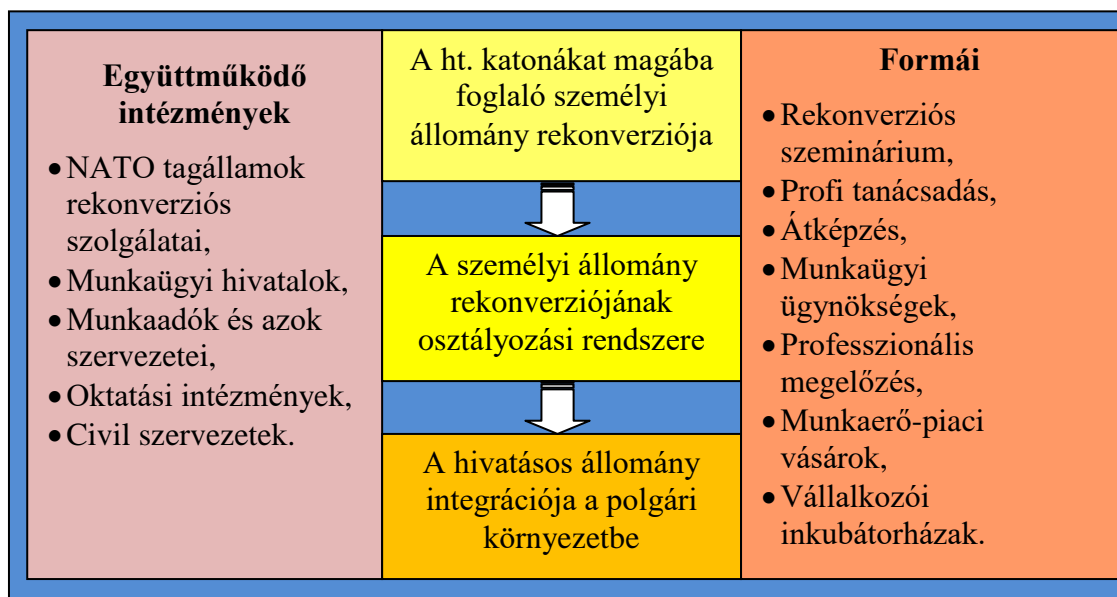 Együttműködő
intézmények
• NATO tagállamok
rekonverziós
szolgálatai,
• Munkaügyi hivatalok,
• Munkaadók és azok
szervezetei,
• Oktatási intézmények,
• Civil szervezetek.
A ht. katonákat magába
foglaló személyi
állomány rekonverziója
A személyi állomány
rekonverziójának
osztályozási rendszere
A hivatásos állomány
integrációja a polgári
környezetbe
Formái
• Rekonverziós
szeminárium,
• Profi tanácsadás,
• Átképzés,
• Munkaügyi
ügynökségek,
• Professzionális
megelőzés,
• Munkaerő-piaci
vásárok,
• Vállalkozói
inkubátorházak.